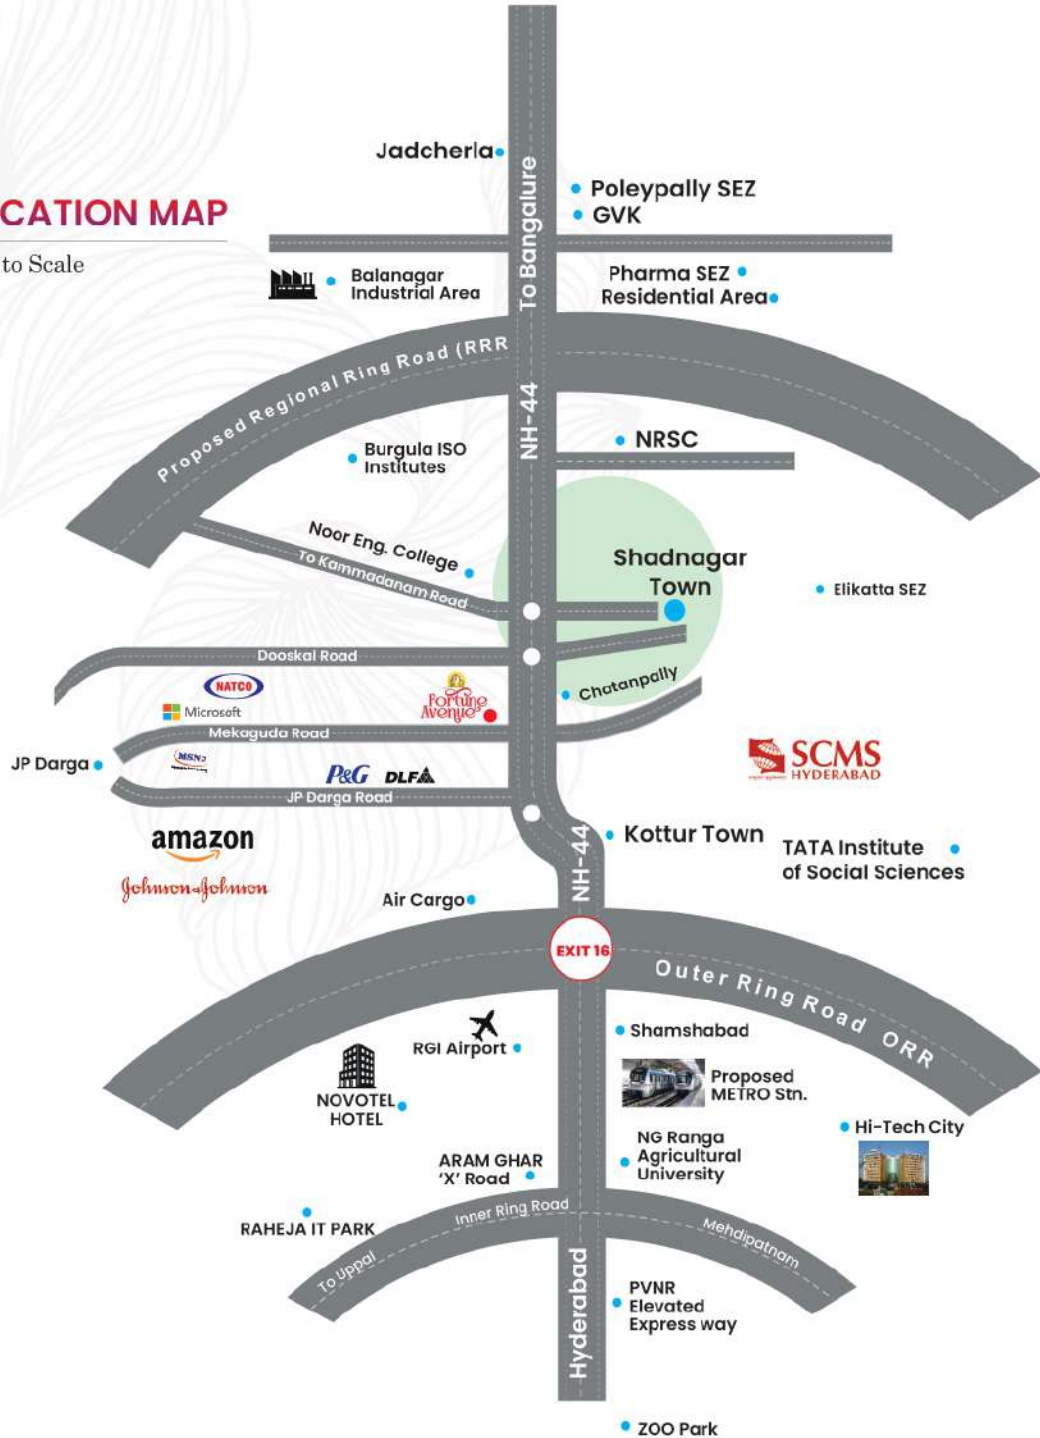 Jadcherla
To Bangalure
Poleypally SEZ
GVK
CATION MAP
to Scale
Balanagar
Industrial Area
Pharma SEZ
Residential Area
Proposed Regional Ring Road (RRR
NH-44
NRSC
Burgula ISO
Institutes
Noor Eng. College
To Kammadanam Road
Shadnagar
Town
Elikatta SEZ
Dooskal Road
NATCO
Microsoft
Fortune
Avenue
Chatanpally
Mekaguda Road
JP Darga
MSN
P&G
DLF
JP Darga Road
SCMS
HYDERABAD
amazon
Johnson&Johnson
NH-44
Kottur Town
TATA Institute
of Social Sciences
Air Cargo
EXIT 16
Outer Ring Road ORR
RGI Airport
Shamshabad
NOVOTEL
HOTEL
Proposed
METRO Stn.
Hi-Tech City
ARAM GHAR
'X' Road
NG Ranga
Agricultural
University
RAHEJA IT PARK
Inner Ring Road
Mehdipatnam
To Uppal
Hyderabad
PVNR
Elevated
Express way
ZOO Park